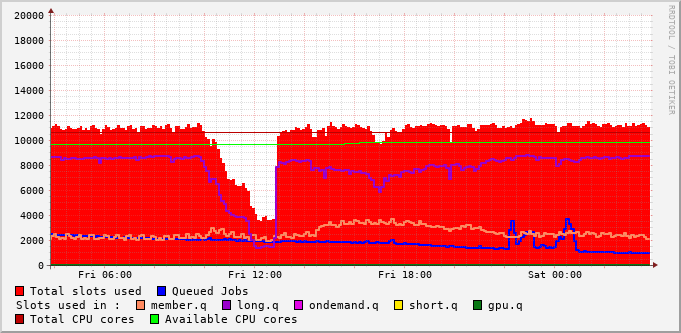 20000
18000
16000
14000
12000
10000
8000
6000
4000
2000
0
Fri 06:00 Fri 12:00 Fri 18:00 Sat 00:00
RRDTOOL / TOBI OETIKER
Total slots used Queued Jobs
Slots used in : member.q long.q ondemand.q short.q gpu.q
Total CPU cores Available CPU cores